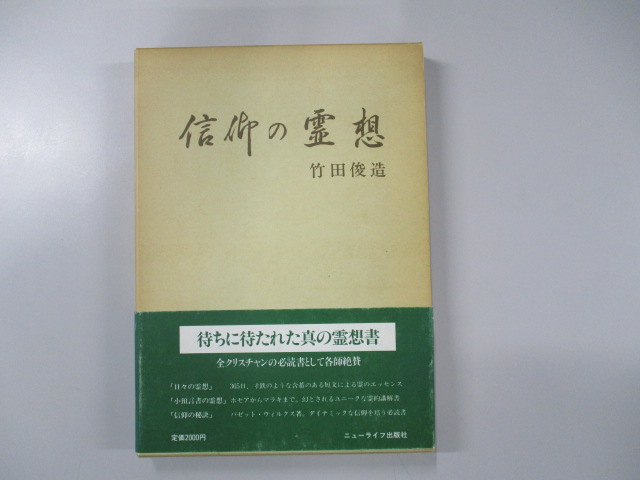 信仰の霊想
竹田俊造
待ちに待たれた真の霊想書
全クリスチャンの必読書として各師絶賛
「日々の霊想」 365日、寸鉄のような含蓄のある短文による霊のエッセンス
「小預言書の霊想」 ホセアからマラキまで、幻とされるユニークな霊的講解書
「信仰の秘訣」 バゼット・ウィルクス著、ダイナミックな信仰を培う必読書
定価2000円
ニューライフ出版社